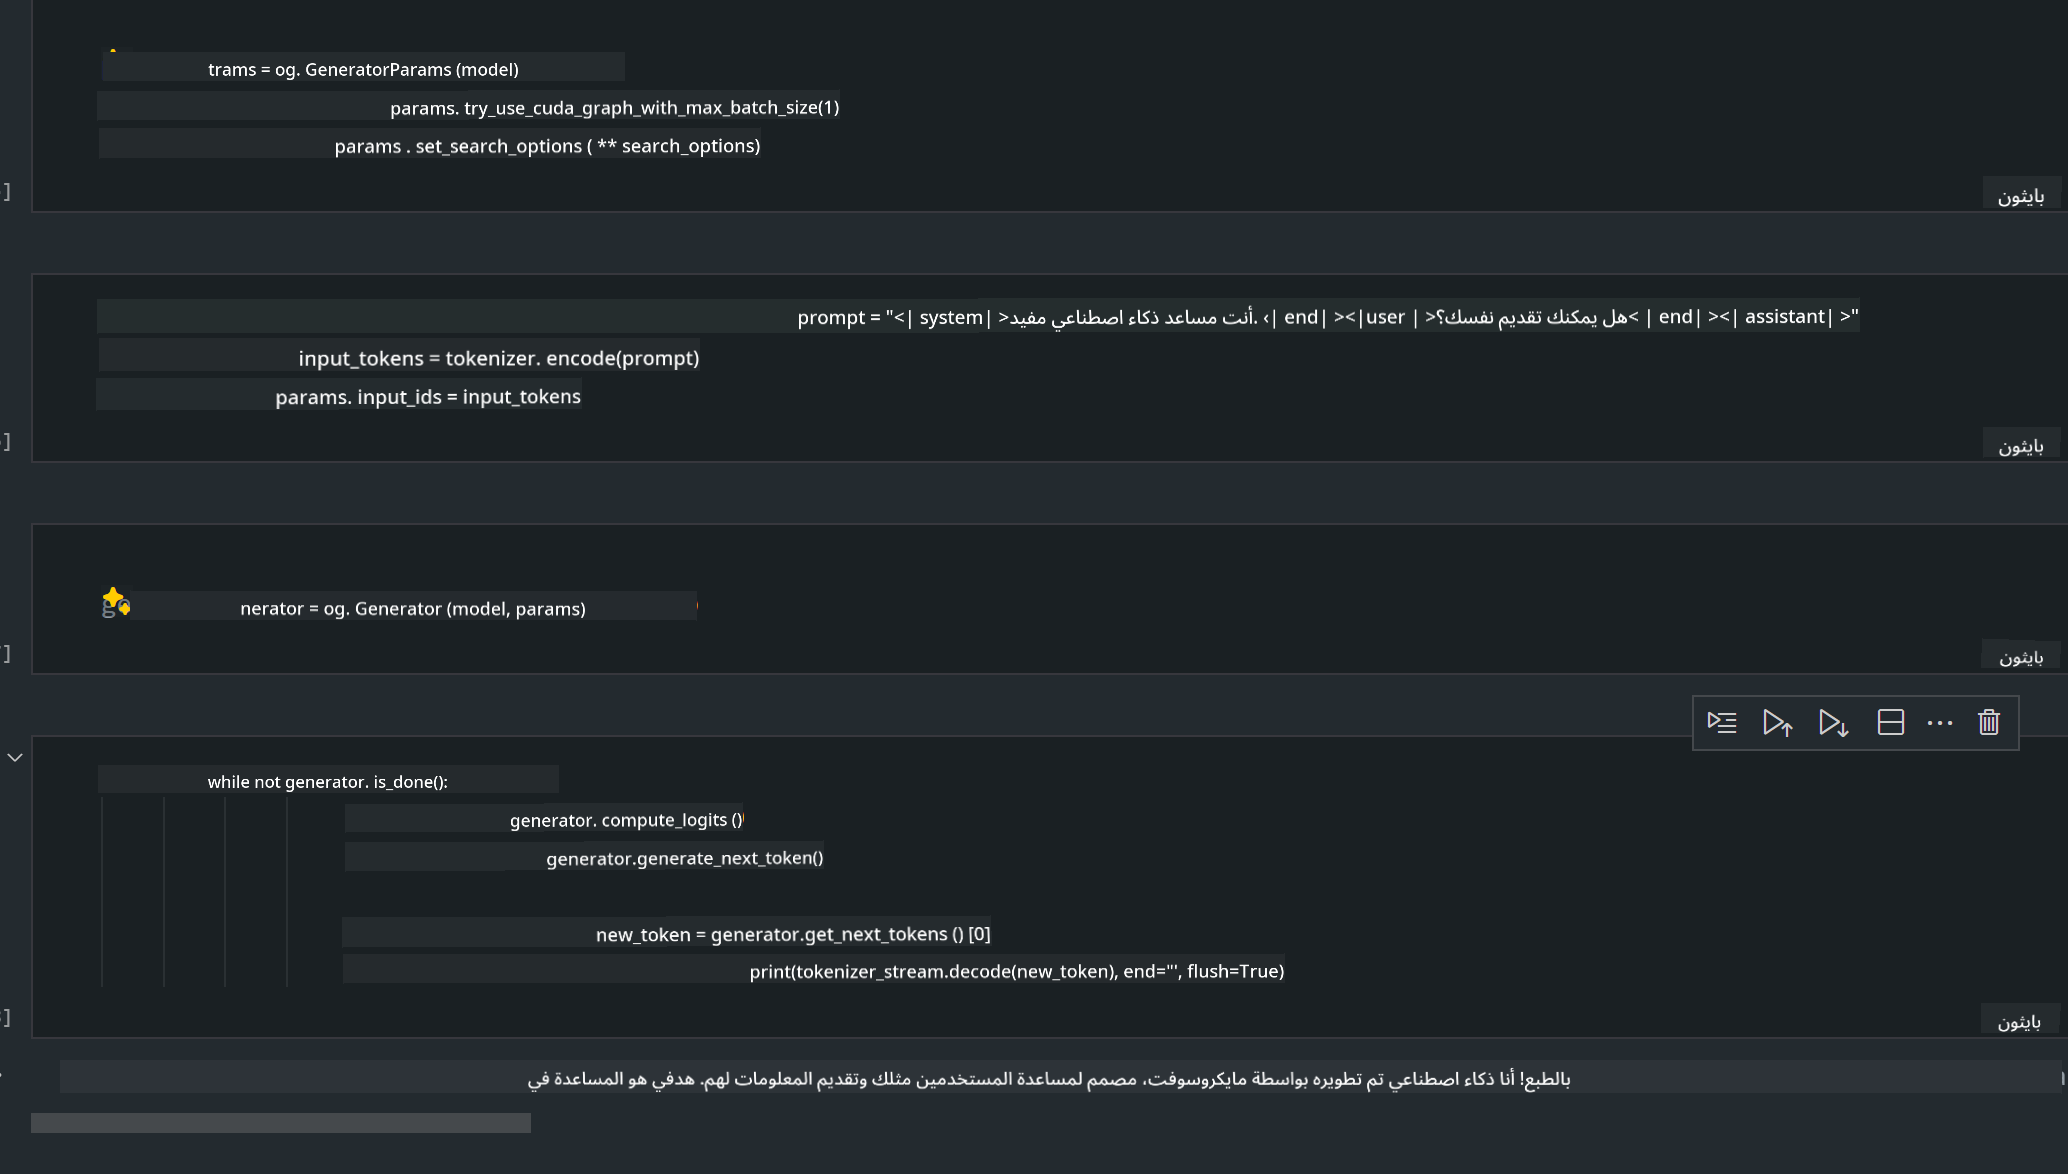 trams = og. GeneratorParams (model)
params. try_use_cuda_graph_with_max_batch_size(1)
params . set_search_options ( ** search_options)
]
بايثون
prompt = "<| system| >أنت مساعد ذكاء اصطناعي مفيد. <| end| ><|user | >هل يمكنك تقديم نفسك؟< | end| ><| assistant| >"
input_tokens = tokenizer. encode(prompt)
params. input_ids = input_tokens
]
بايثون
nerator = og. Generator (model, params)
]
بايثون
while not generator. is_done():
generator. compute_logits ()
generator.generate_next_token()
new_token = generator.get_next_tokens () [0]
print(tokenizer_stream.decode(new_token), end="', flush=True)
]
بايثون
بالطبع! أنا ذكاء اصطناعي تم تطويره بواسطة مايكروسوفت، مصمم لمساعدة المستخدمين مثلك وتقديم المعلومات لهم. هدفي هو المساعدة في